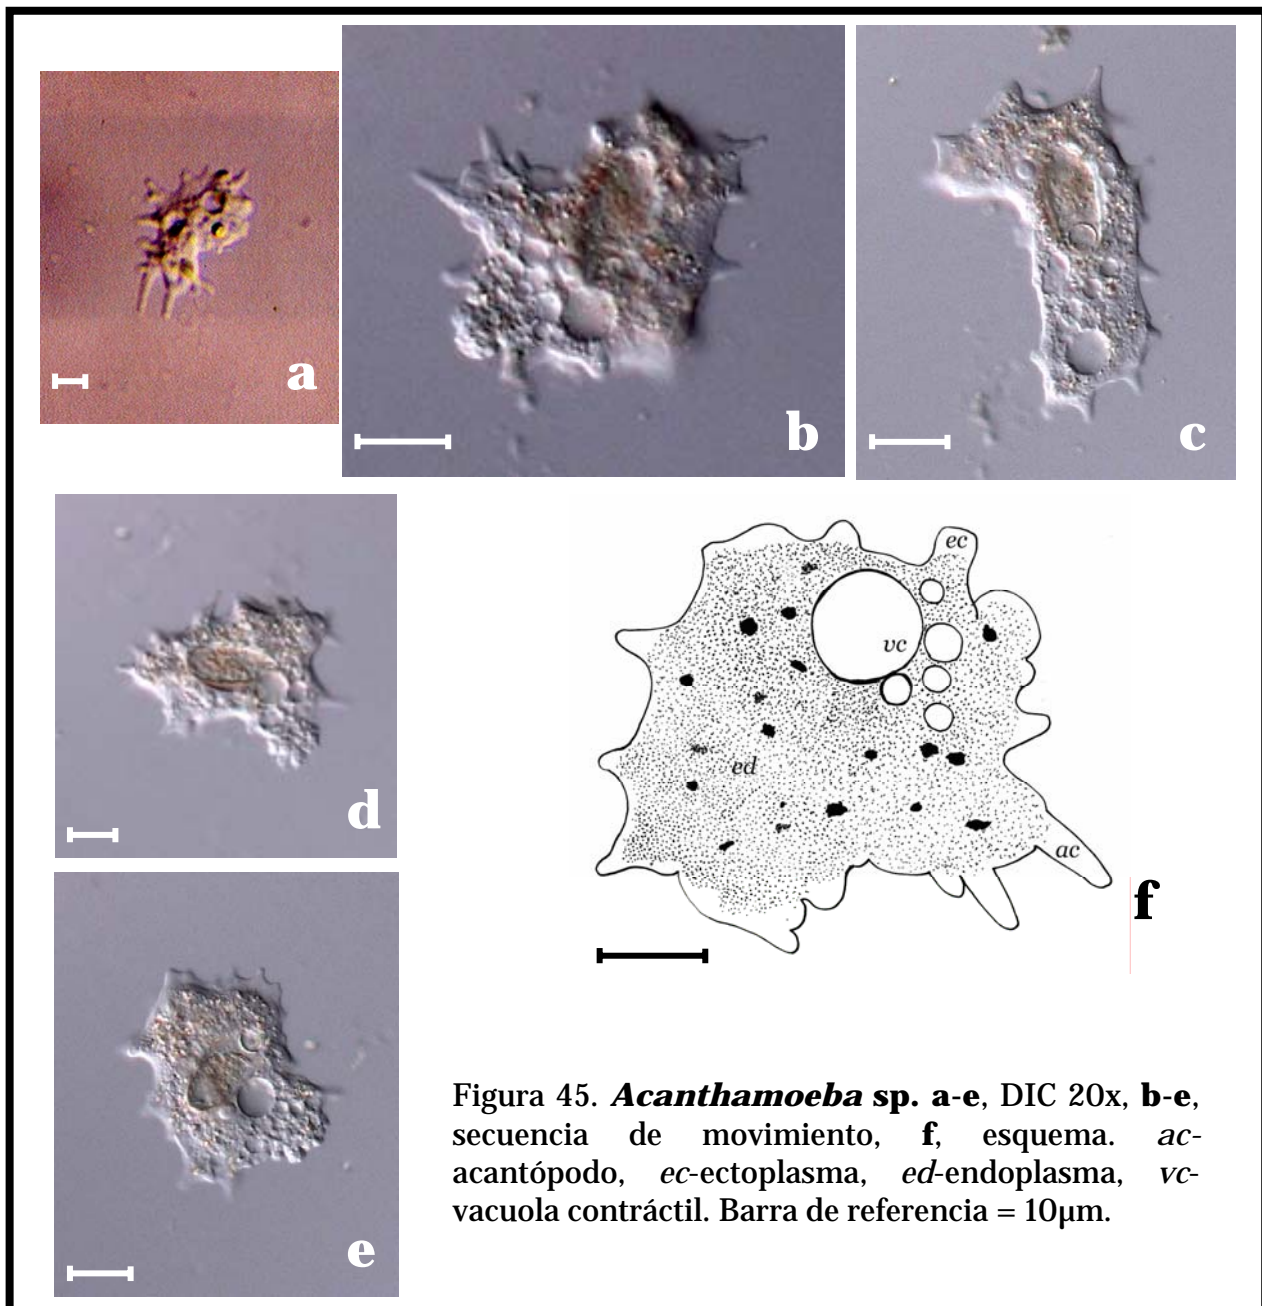 a
b
c
d
ec
vc
ed
ac
f
e
Figura 45. Acanthamoeba sp. a-e, DIC 20x, b-e,
secuencia de movimiento, f, esquema. ac-
acantópodo, ec-ectoplasma, ed-endoplasma, vc-
vacuola contráctil. Barra de referencia = 10µm.